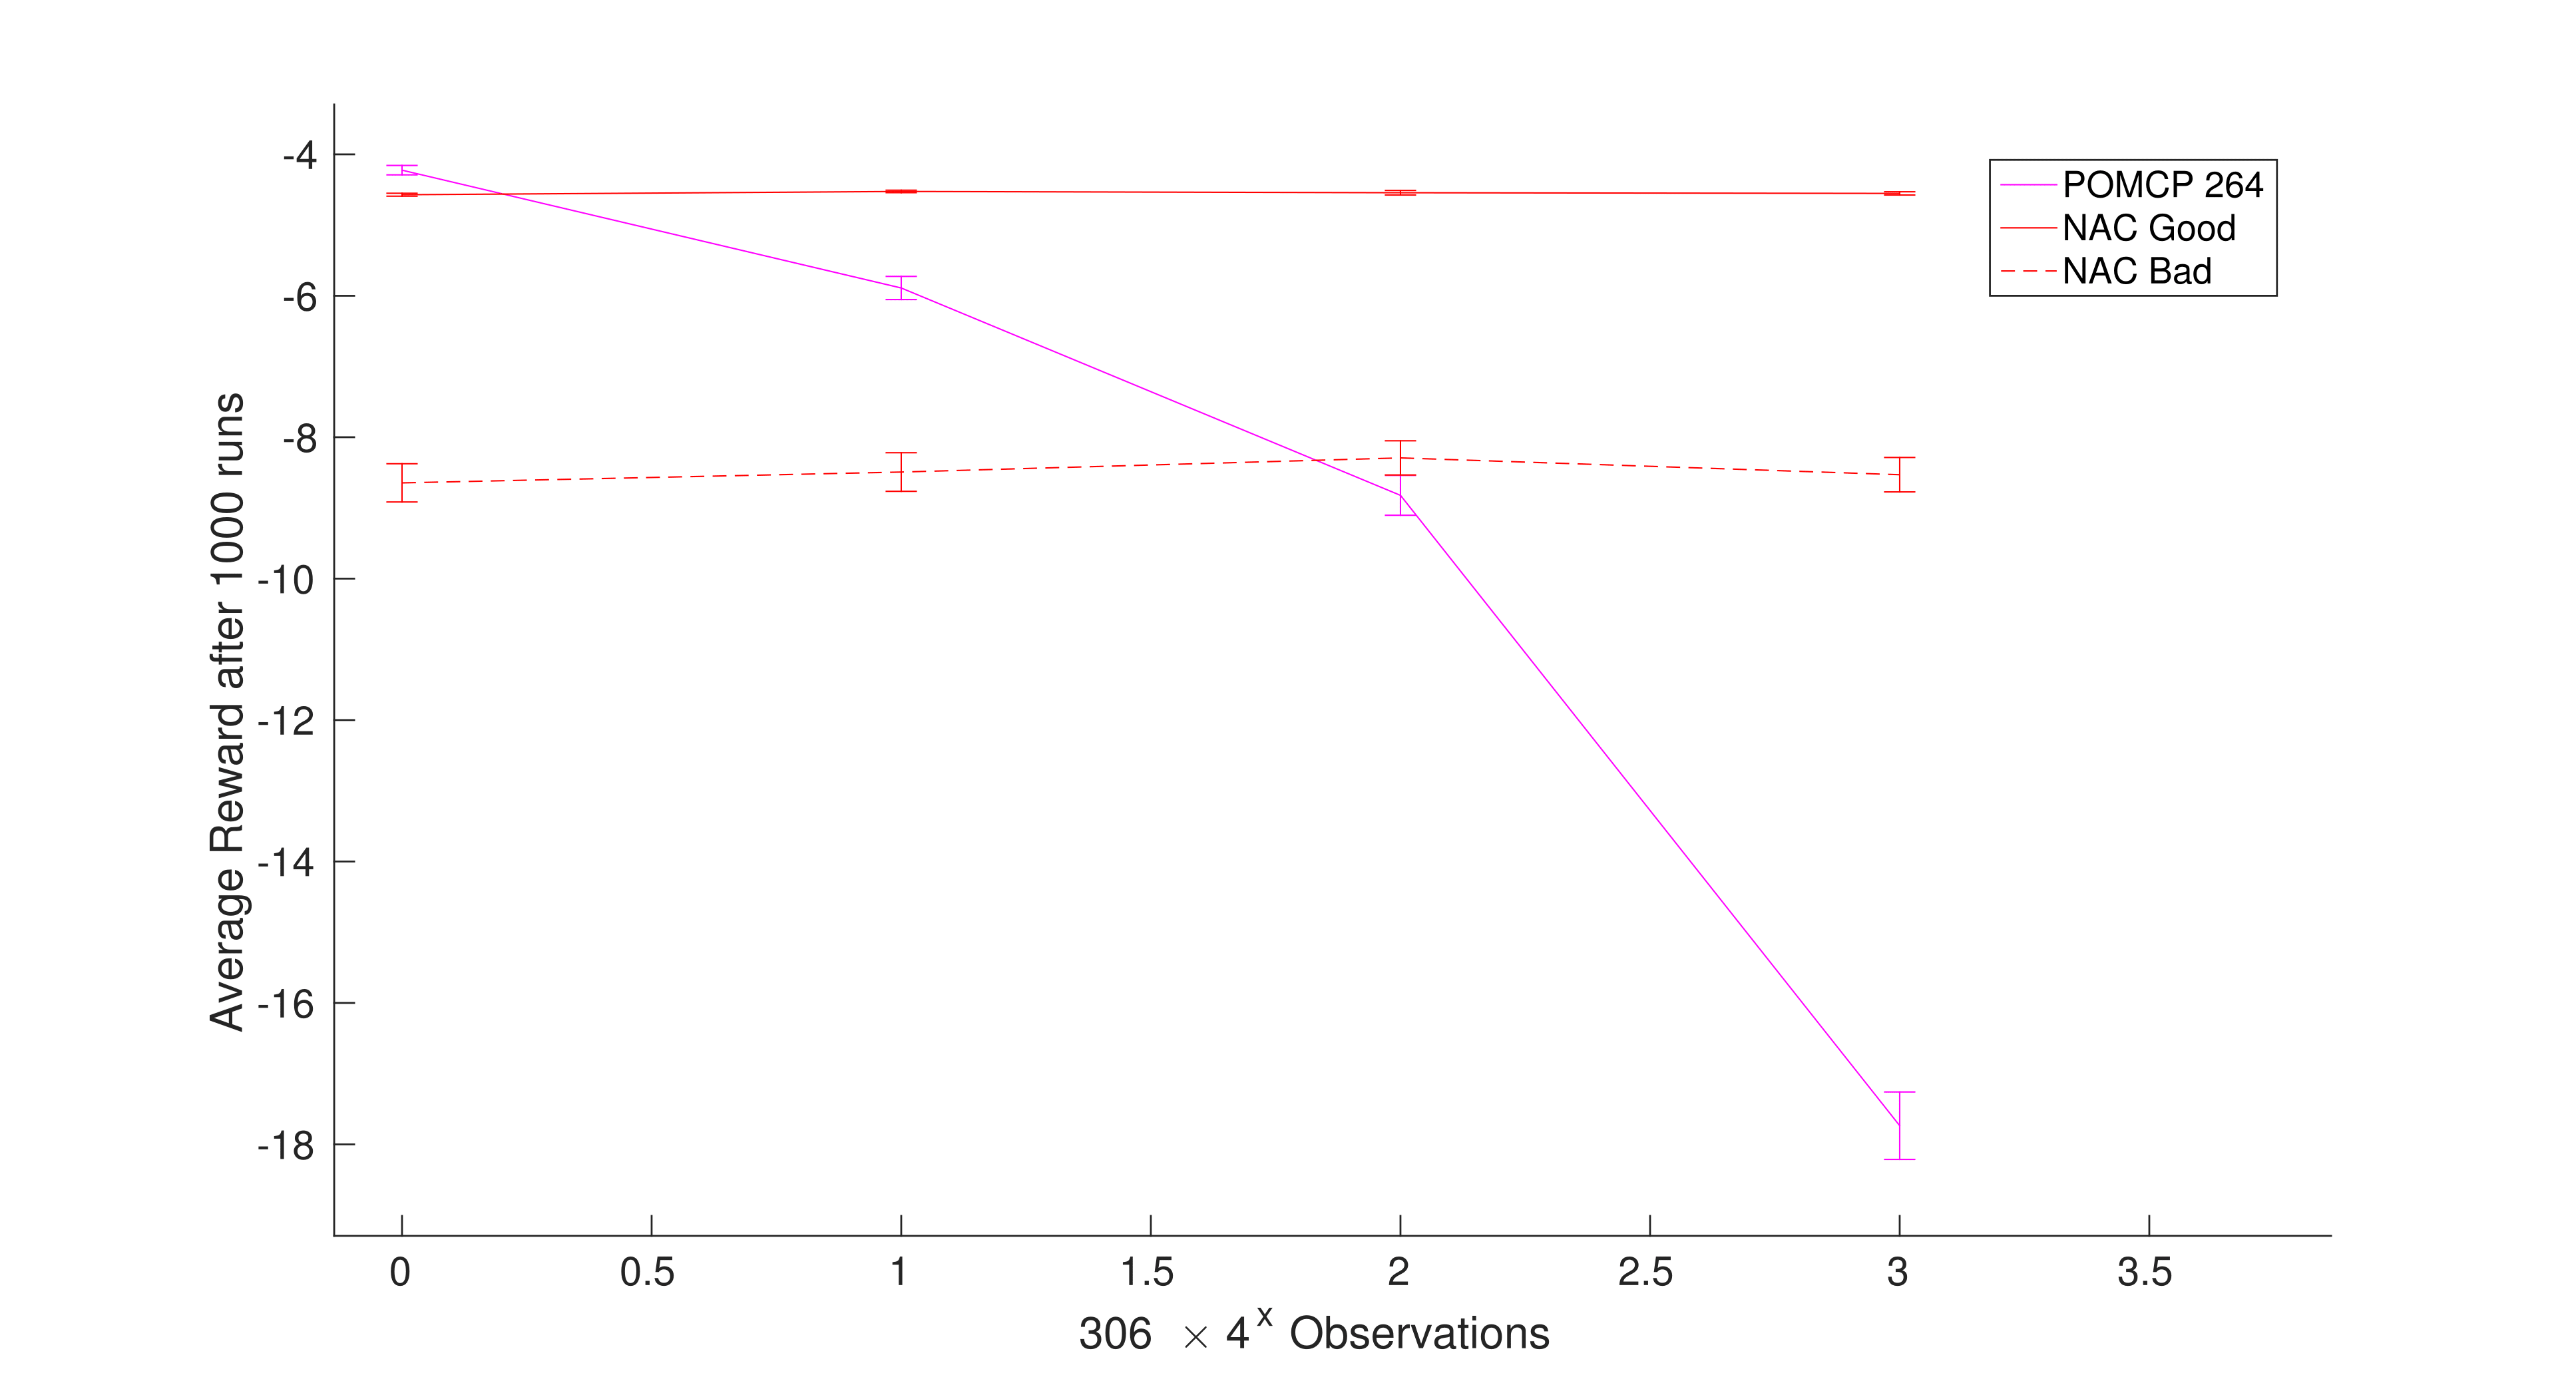 -4
-6
-8
-10
-12
-14
-16
-18
Average Reward after 1000 runs
0 0.5 1 1.5 2 2.5 3 3.5
306 × 4^x Observations
POMCP 264
NAC Good
NAC Bad